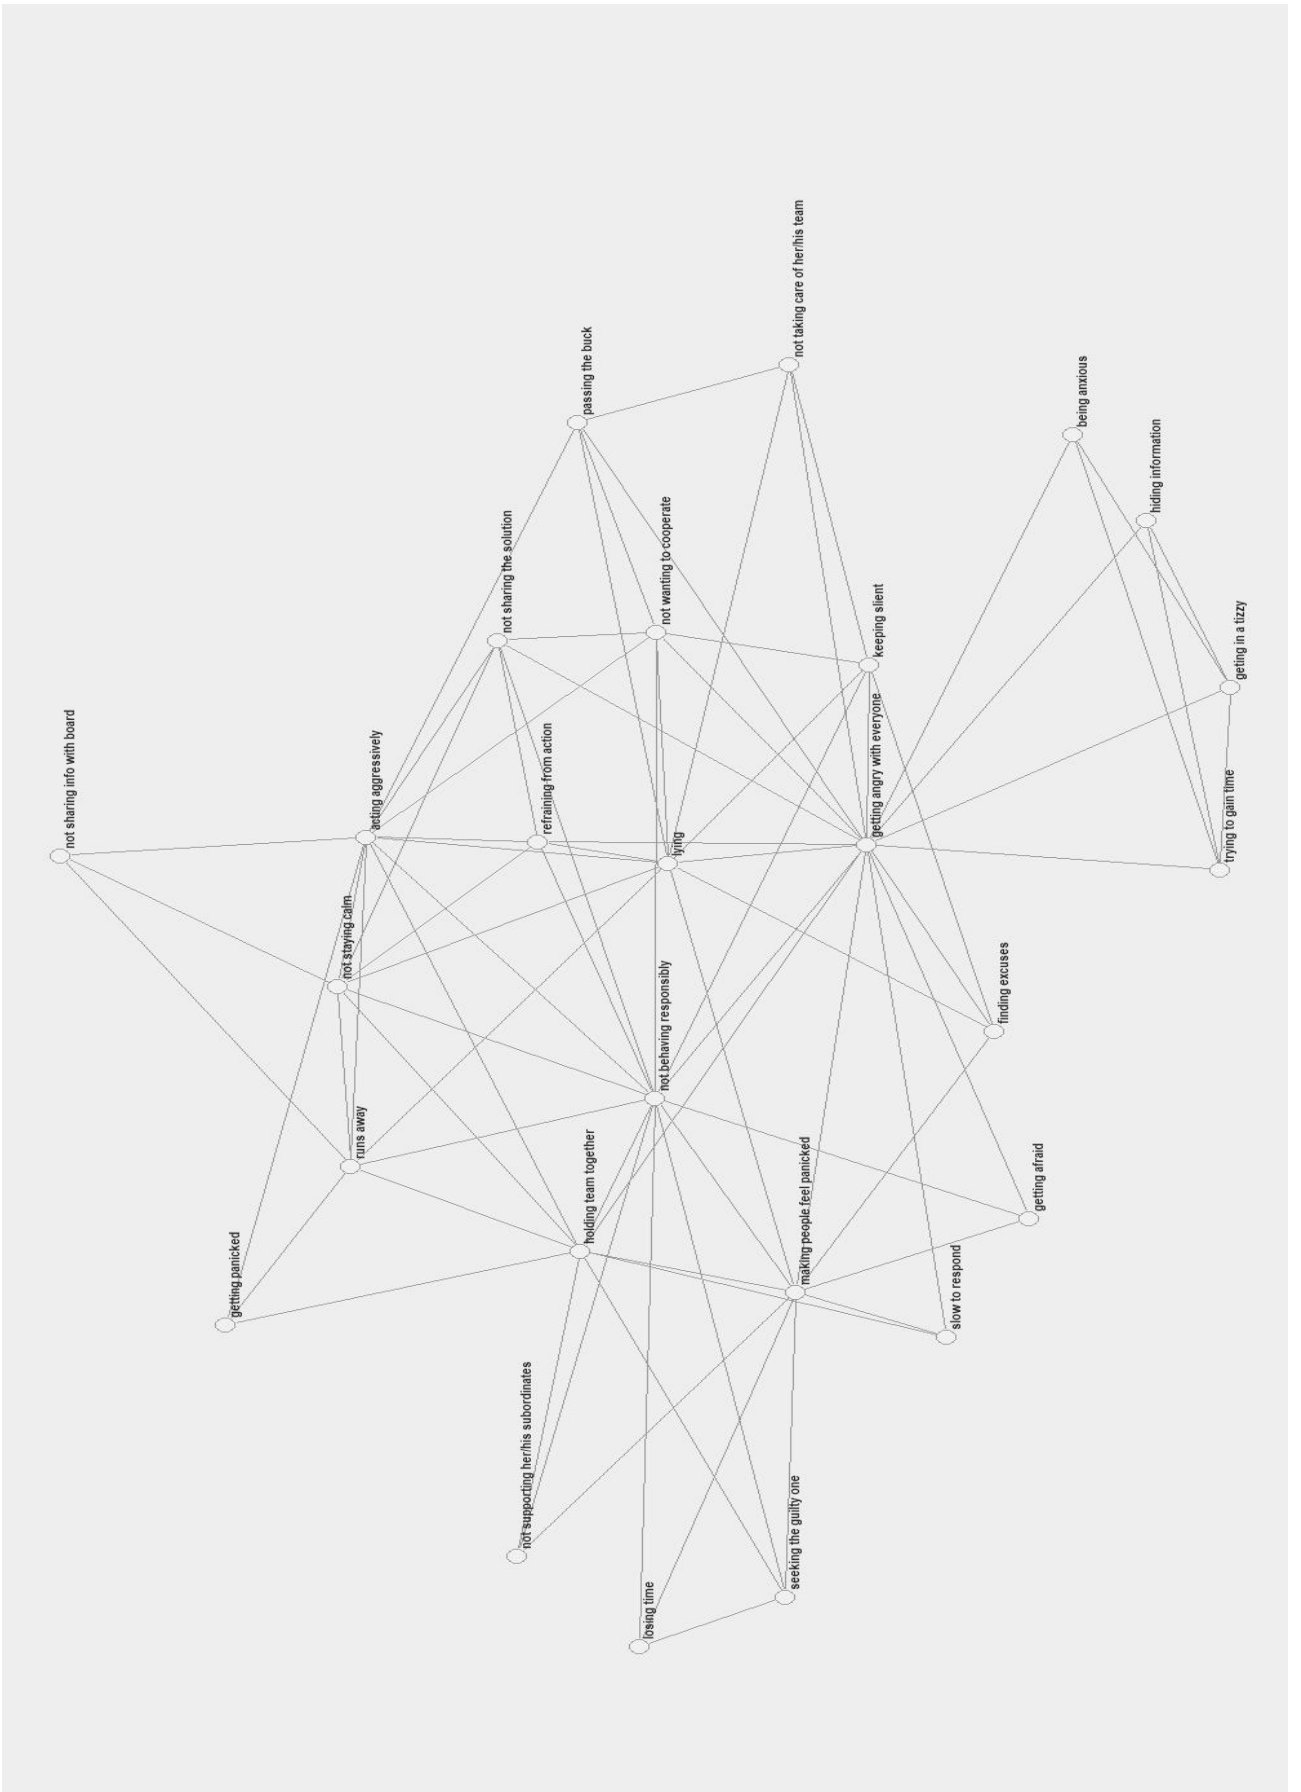 not sharing info with board
not taking care of her/his team
passing the buck
being anxious
hiding information
not sharing the solution
not wanting to cooperate
keeping slient
geting in a tizzy
acting aggressively
refraining from action
lying
getting angry with everyone
trying to gain time
not staying calm
not behaving responsibly
finding excuses
runs away
holding team together
making people feel panicked
getting afraid
getting panicked
slow to respond
not supporting her/his subordinates
seeking the guilty one
losing time